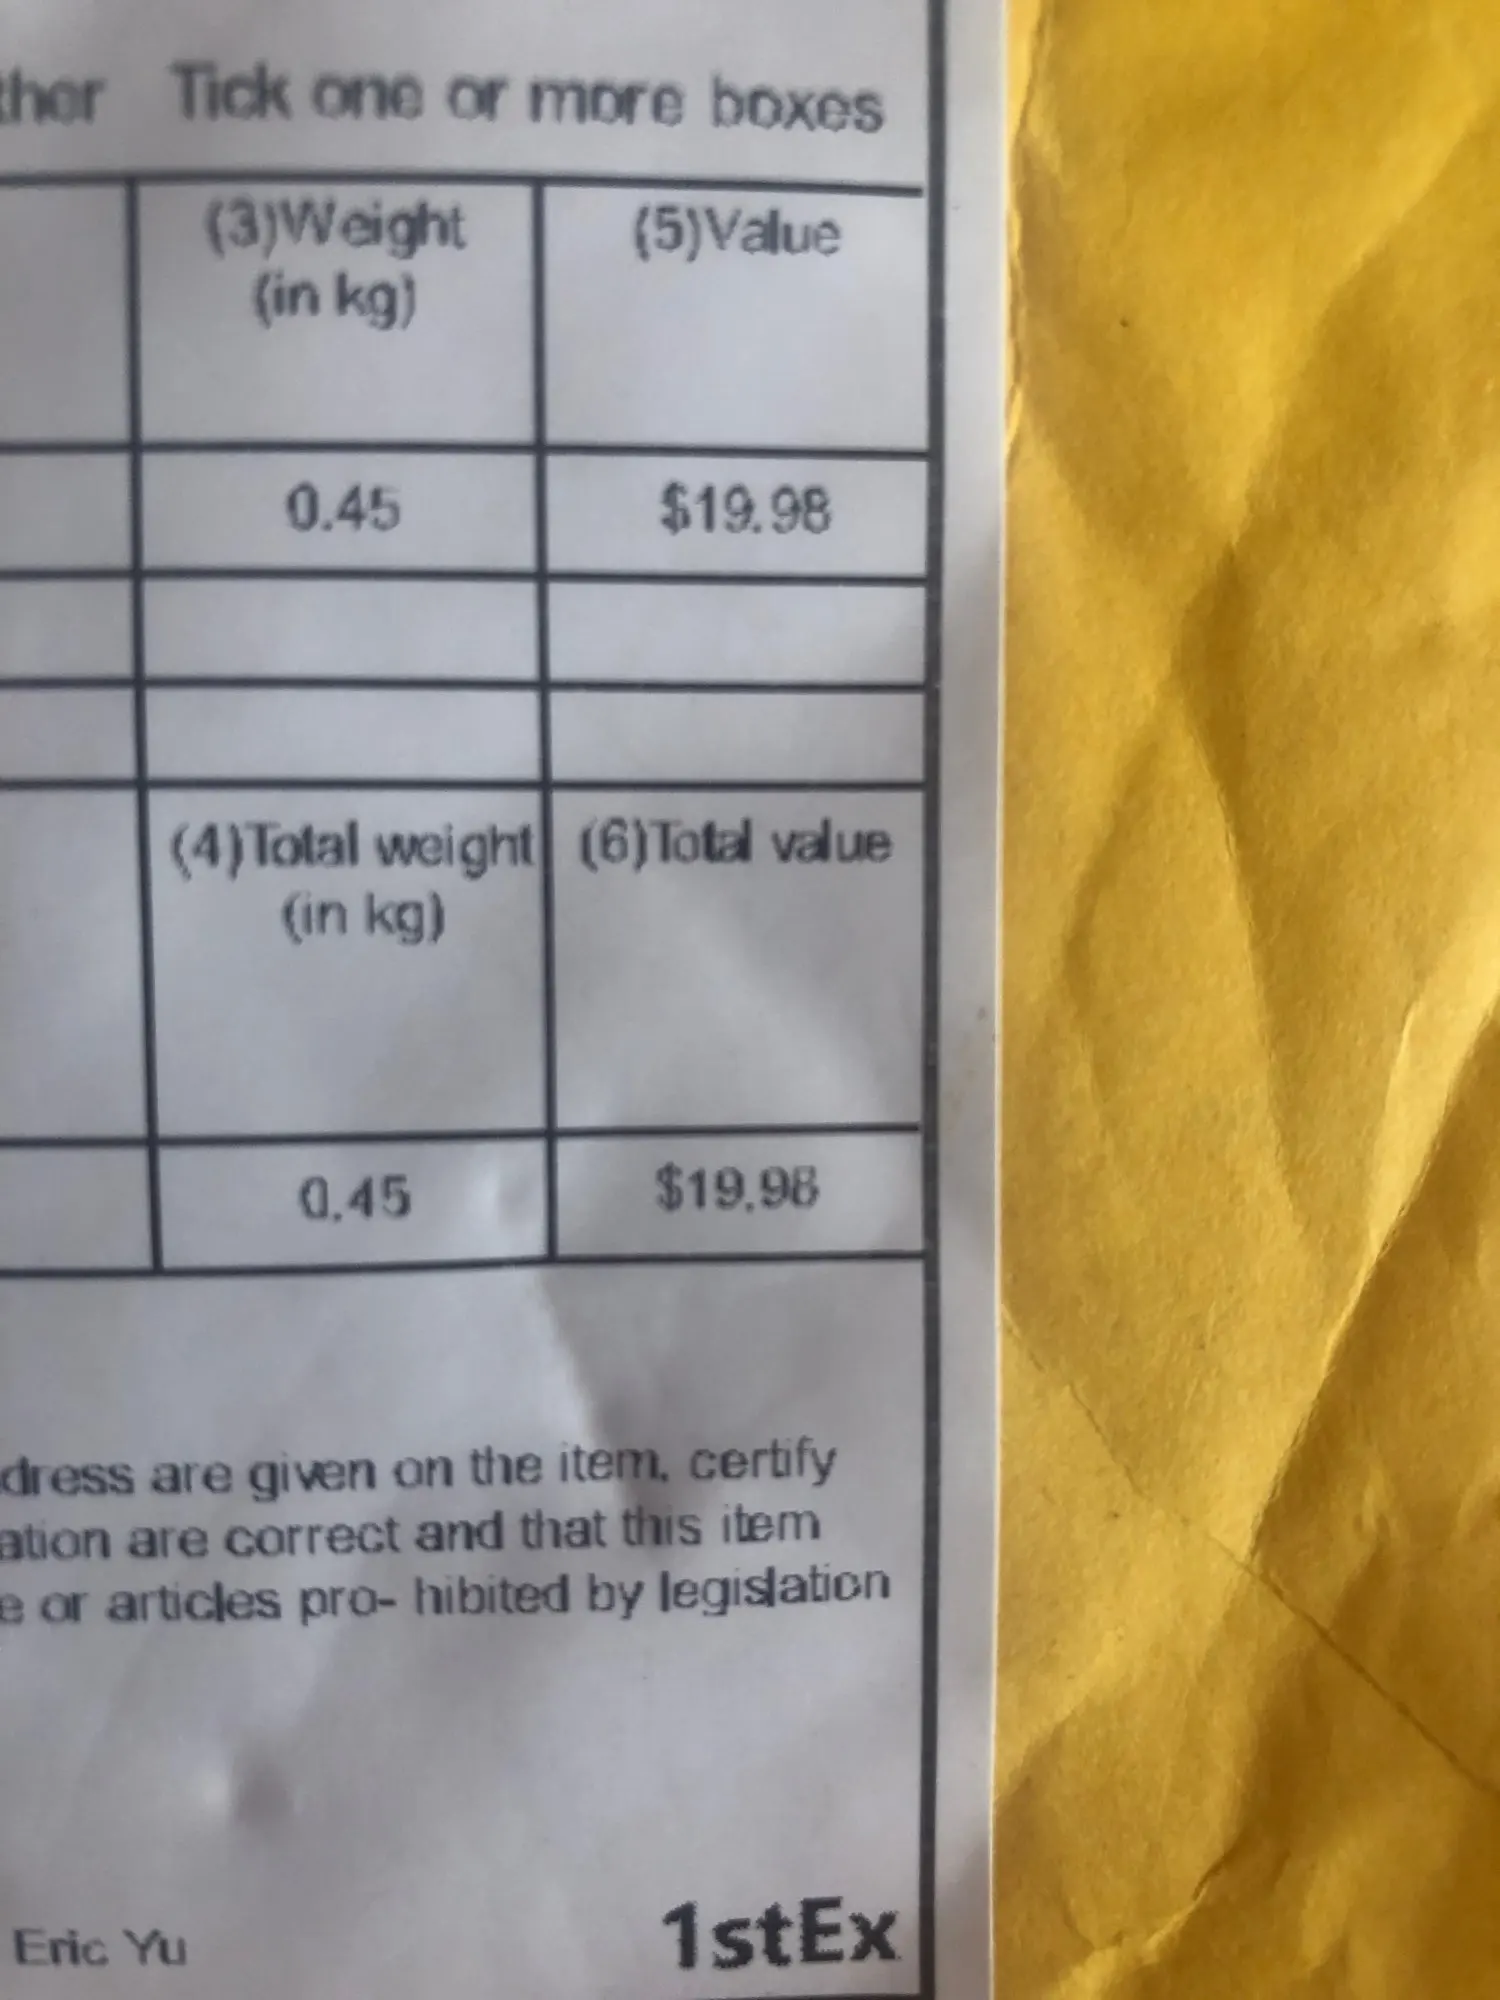 ther Tick one or more boxes
(3)Weight (5)Value
(in kg)
0.45 $19.98
(4)Total weight (6)Total value
(in kg)
0.45 $19.98
dress are given on the item, certify
ation are correct and that this item
e or articles pro- hibited by legislation
Eric Yu 1stEx